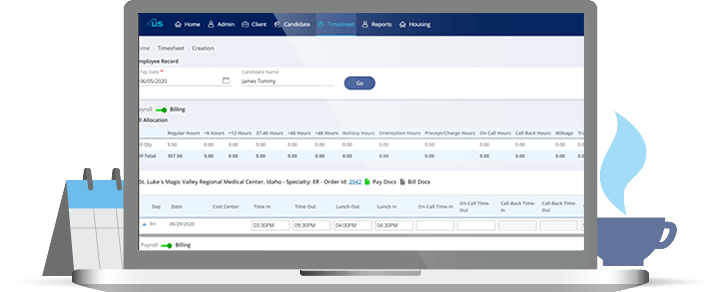 XUS Home Admin Client Candidate Timesheet Reports Housing
ome Timesheet Creation
mployee Record
Pay Date * Candidate Name
06/05/2020 James Tommy Go
ayroll Billing
ll Allocation
Regular Hours >8 Hours >12 Hours 37-40 Hours >40 Hours >48 Hours Holiday Hours Orientation Hours Precept/Charge Hours On Call Hours Call Back Hours Mileage
ll Qty 5.50 0.00 0.00 0.00 0.00 0.00 0.00 0.00 0.00 0.00 0.00 0.00
ll Total 357.50 0.00 0.00 0.00 0.00 0.00 0.00 0.00 0.00 0.00 0.00 0.00
St. Luke's Magic Valley Regional Medical Center, Idaho - Specialty: ER - Order Id: 2042 Pay Docs Bill Docs
Day Date Cost Center Time In Time Out Lunch Out Lunch In On-Call Time-In On-Call Time-Out Call-Back Time-In Call-Back Time-Out
Fri 05/29/2020 03:30PM 09:30PM 04:00PM 04:30PM
Payroll Billing